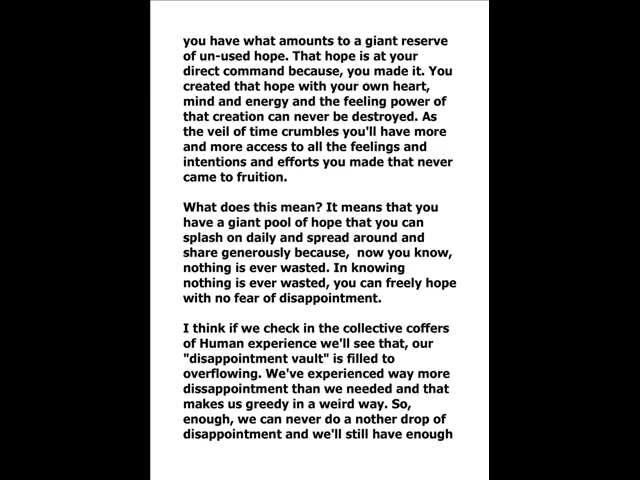 you have what amounts to a giant reserve
of un-used hope. That hope is at your
direct command because, you made it. You
created that hope with your own heart,
mind and energy and the feeling power of
that creation can never be destroyed. As
the veil of time crumbles you'll have more
and more access to all the feelings and
intentions and efforts you made that never
came to fruition.
What does this mean? It means that you
have a giant pool of hope that you can
splash on daily and spread around and
share generously because,  now you know,
nothing is ever wasted. In knowing
nothing is ever wasted, you can freely hope
with no fear of disappointment.
I think if we check in the collective coffers
of Human experience we'll see that, our
"disappointment vault" is filled to
overflowing. We've experienced way more
dissappointment than we needed and that
makes us greedy in a weird way. So,
enough, we can never do a nother drop of
disappointment and we'll still have enough